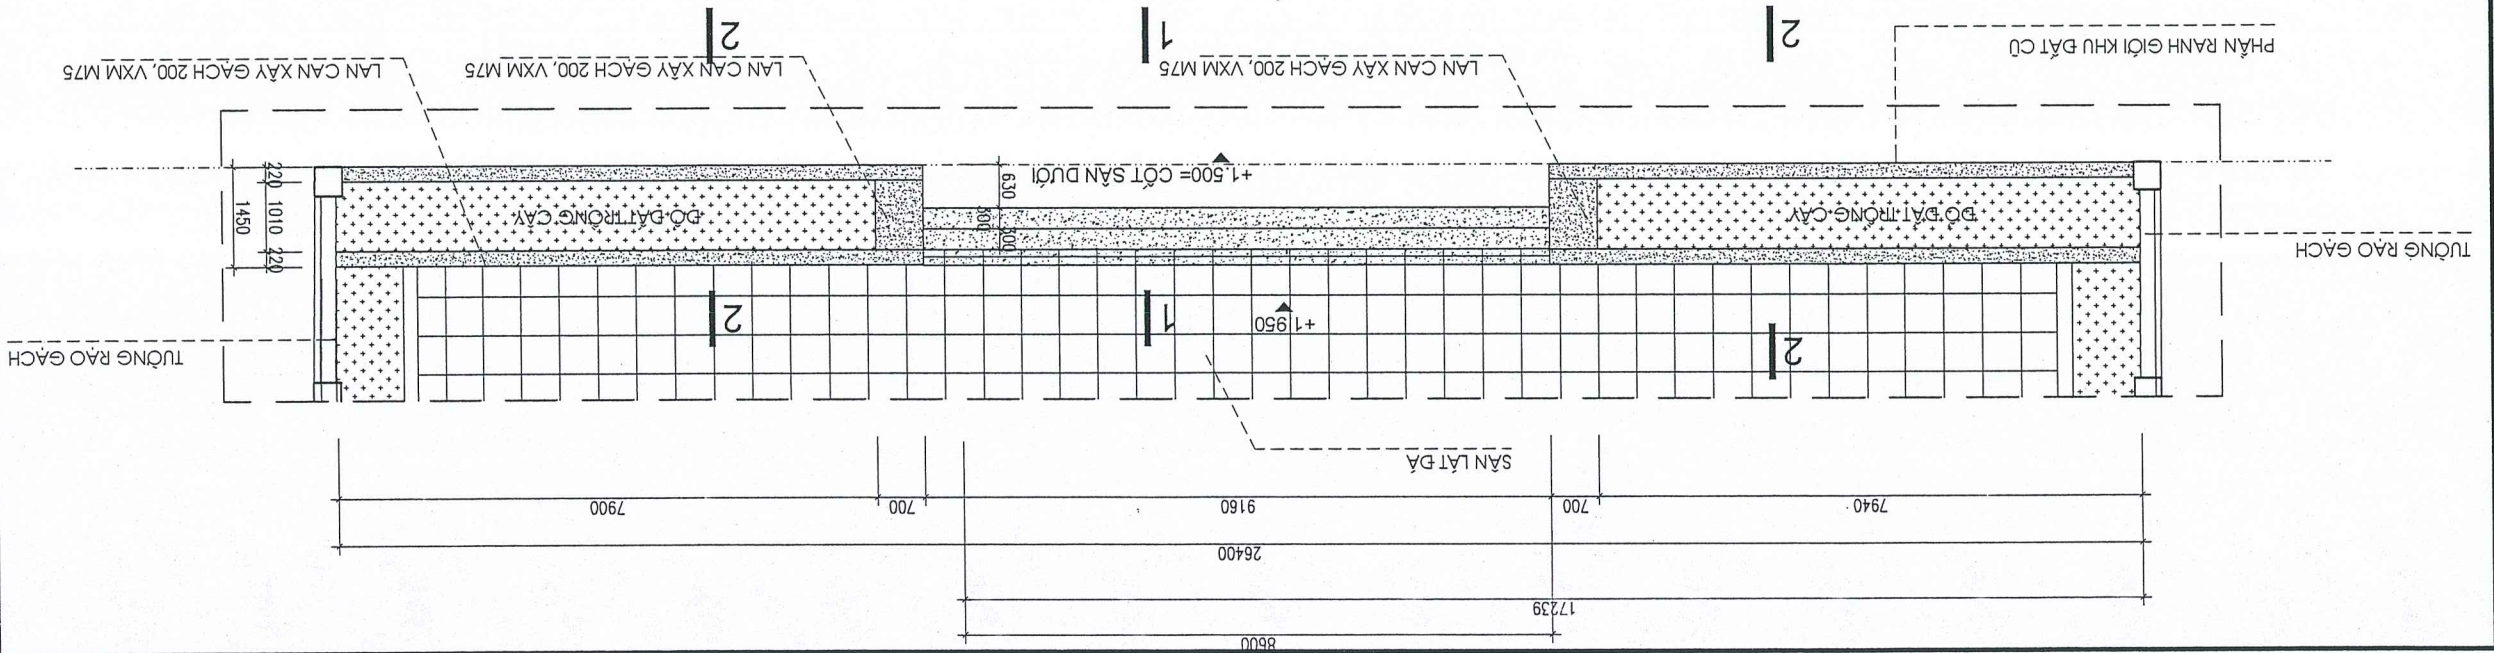 8600
17239
26400
7940
700
9160
700
7900
SÂN LÁT ĐÁ
TƯỜNG RÀO GẠCH
2
+1.950
1
2
TƯỜNG RÀO GẠCH
220
1010
220
1450
300
300
630
ĐỔ ĐẤT TRỒNG CÂY
ĐỔ ĐẤT TRỒNG CÂY
+1.500= CỐT SÂN DƯỚI
LAN CAN XÂY GẠCH 200, VXM M75
LAN CAN XÂY GẠCH 200, VXM M75
LAN CAN XÂY GẠCH 200, VXM M75
PHẦN RANH GIỚI KHU ĐẤT CŨ
2
1
2